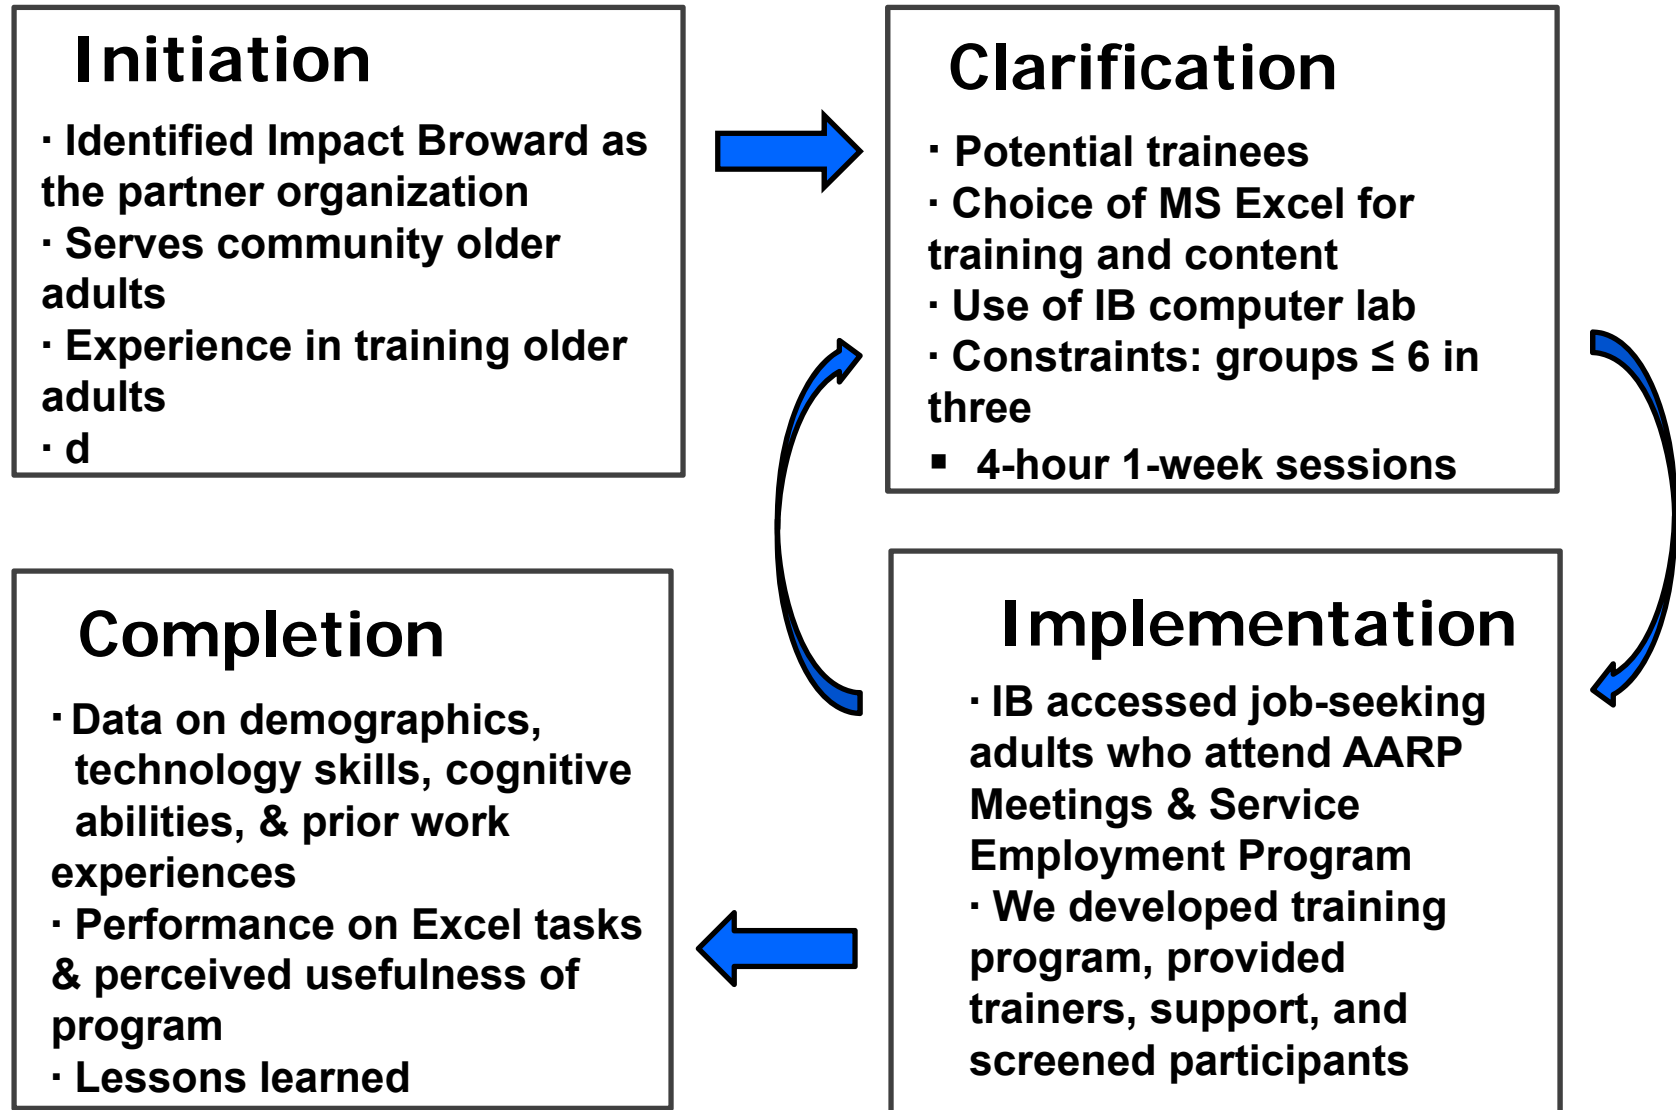 Initiation
· Identified Impact Broward as
the partner organization
· Serves community older
adults
· Experience in training older
adults
· d
Clarification
· Potential trainees
· Choice of MS Excel for
training and content
· Use of IB computer lab
· Constraints: groups ≤ 6 in
three
▪ 4-hour 1-week sessions
Completion
· Data on demographics,
technology skills, cognitive
abilities, & prior work
experiences
· Performance on Excel tasks
& perceived usefulness of
program
· Lessons learned
Implementation
· IB accessed job-seeking
adults who attend AARP
Meetings & Service
Employment Program
· We developed training
program, provided
trainers, support, and
screened participants